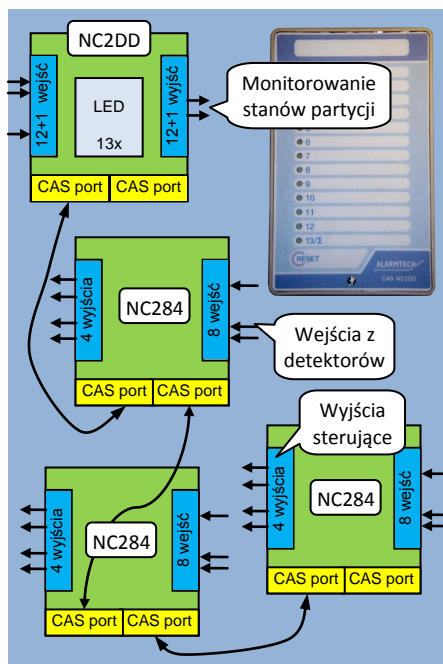 NC2DD
12+1 wejść
LED
13x
12+1 wyjść
CAS port
CAS port
Monitorowanie
stanów partycji
6
7
8
9
10
11
12
13/Σ
RESET
ALARMTECH
CAS NC2DD
4 wyjścia
NC284
8 wejść
CAS port
CAS port
Wejścia z
detektorów
Wyjścia
sterujące
4 wyjścia
NC284
8 wejść
CAS port
CAS port
4 wyjścia
NC284
8 wejść
CAS port
CAS port